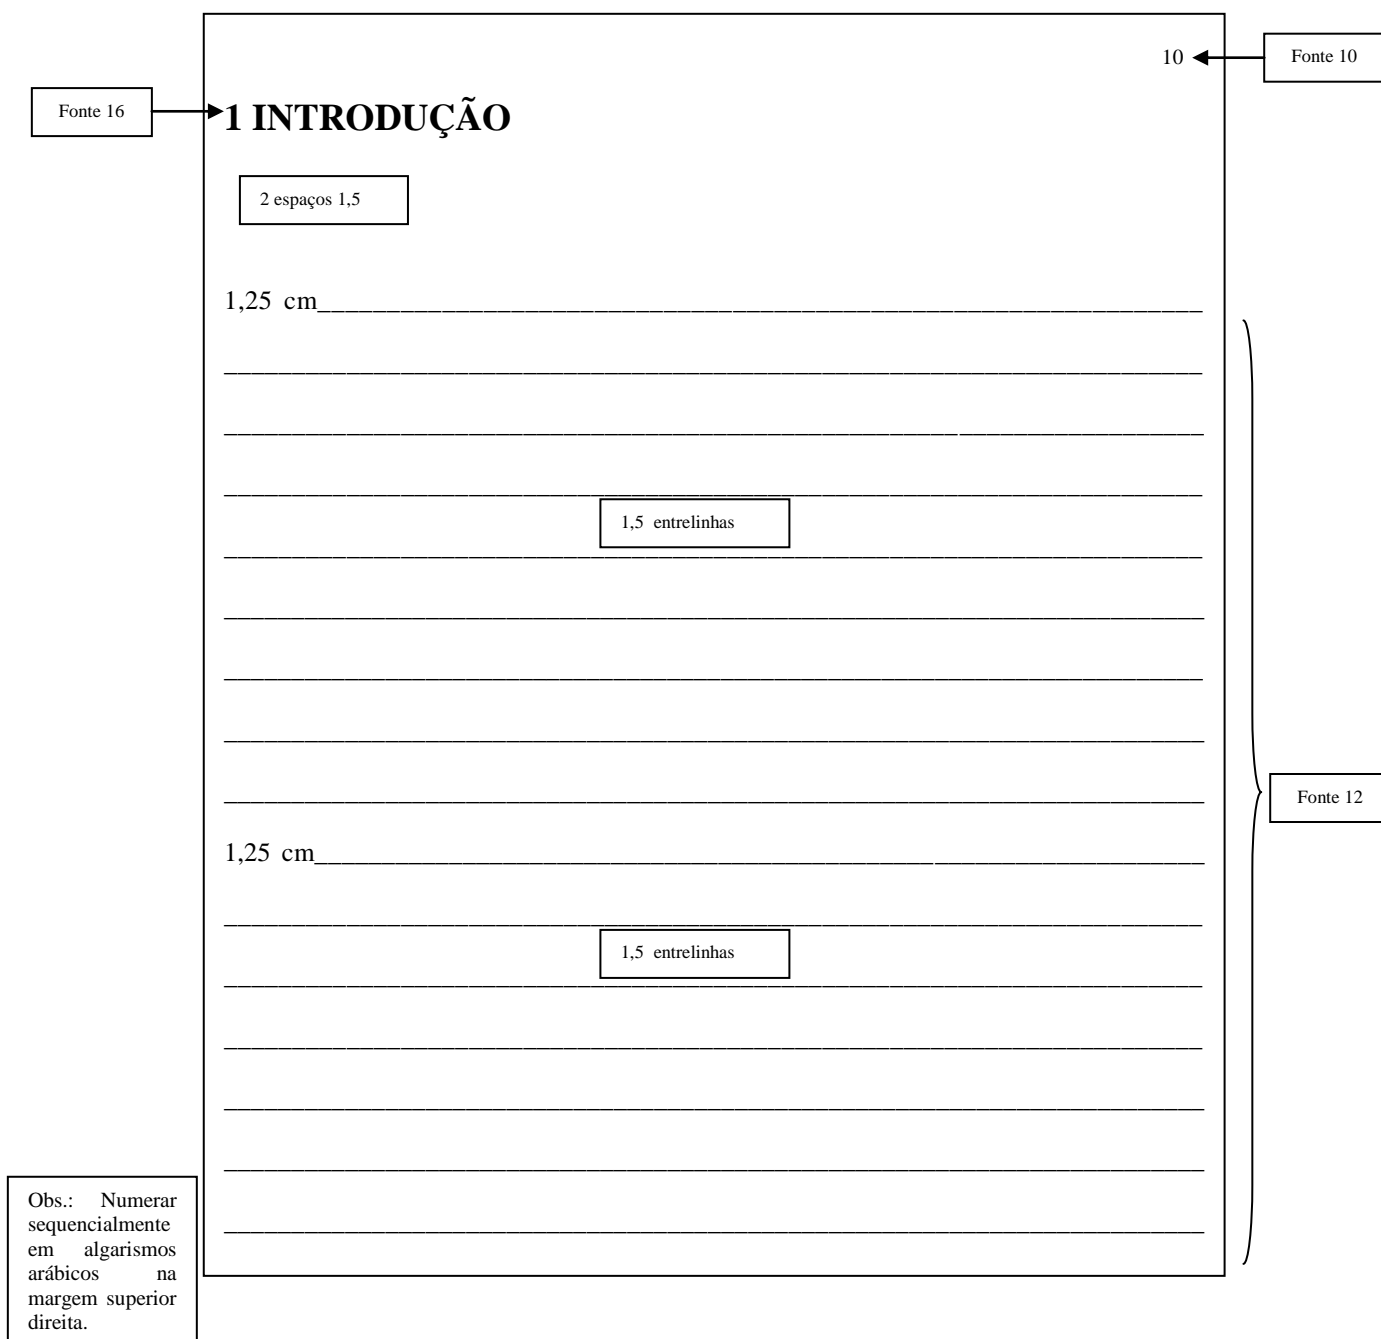 10
Fonte 10
Fonte 16
1 INTRODUÇÃO
2 espaços 1,5
1,25 cm
1,5 entrelinhas
Fonte 12
1,25 cm
1,5 entrelinhas
Obs.: Numerar
sequencialmente
em algarismos
arábicos na
margem superior
direita.